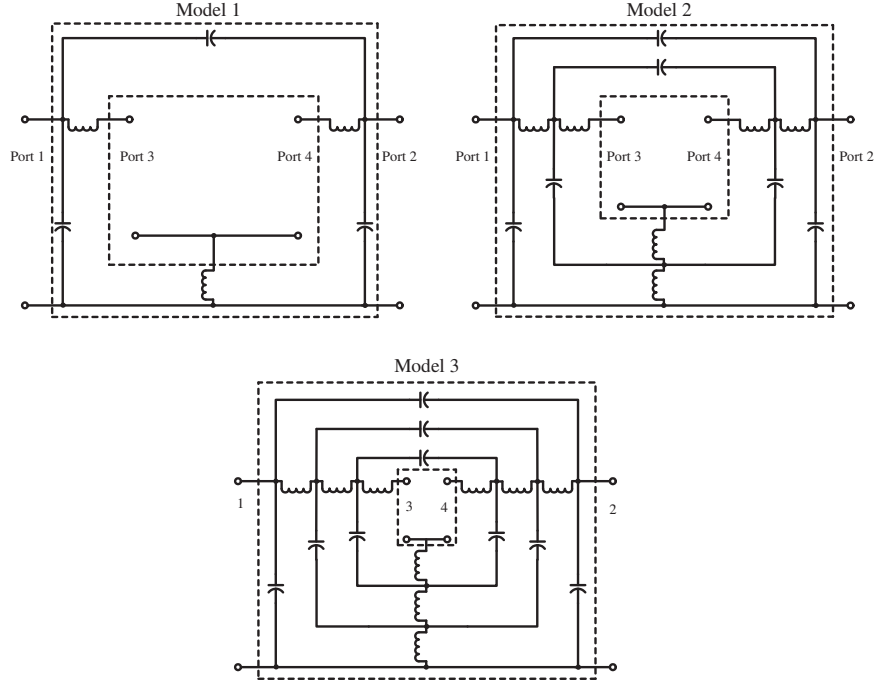 Model 1
Port 1
Port 3
Port 4
Port 2
Model 2
Port 1
Port 3
Port 4
Port 2
Model 3
1
3
4
2